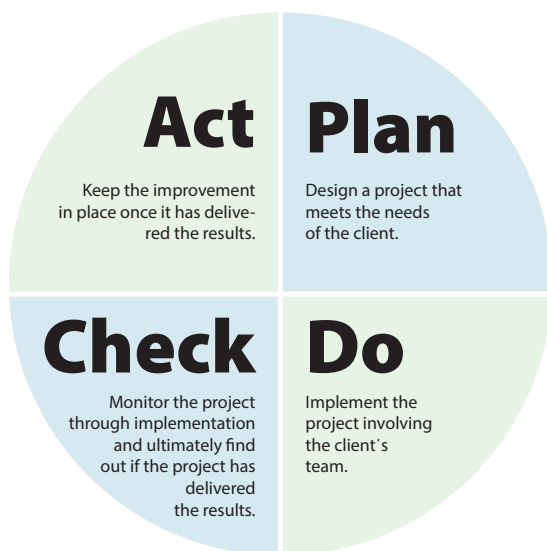 Act
Keep the improvement
in place once it has delive-
red the results.
Plan
Design a project that
meets the needs
of the client.
Check
Monitor the project
through implementation
and ultimately find
out if the project has
delivered
the results.
Do
Implement the
project involving
the client´s
team.